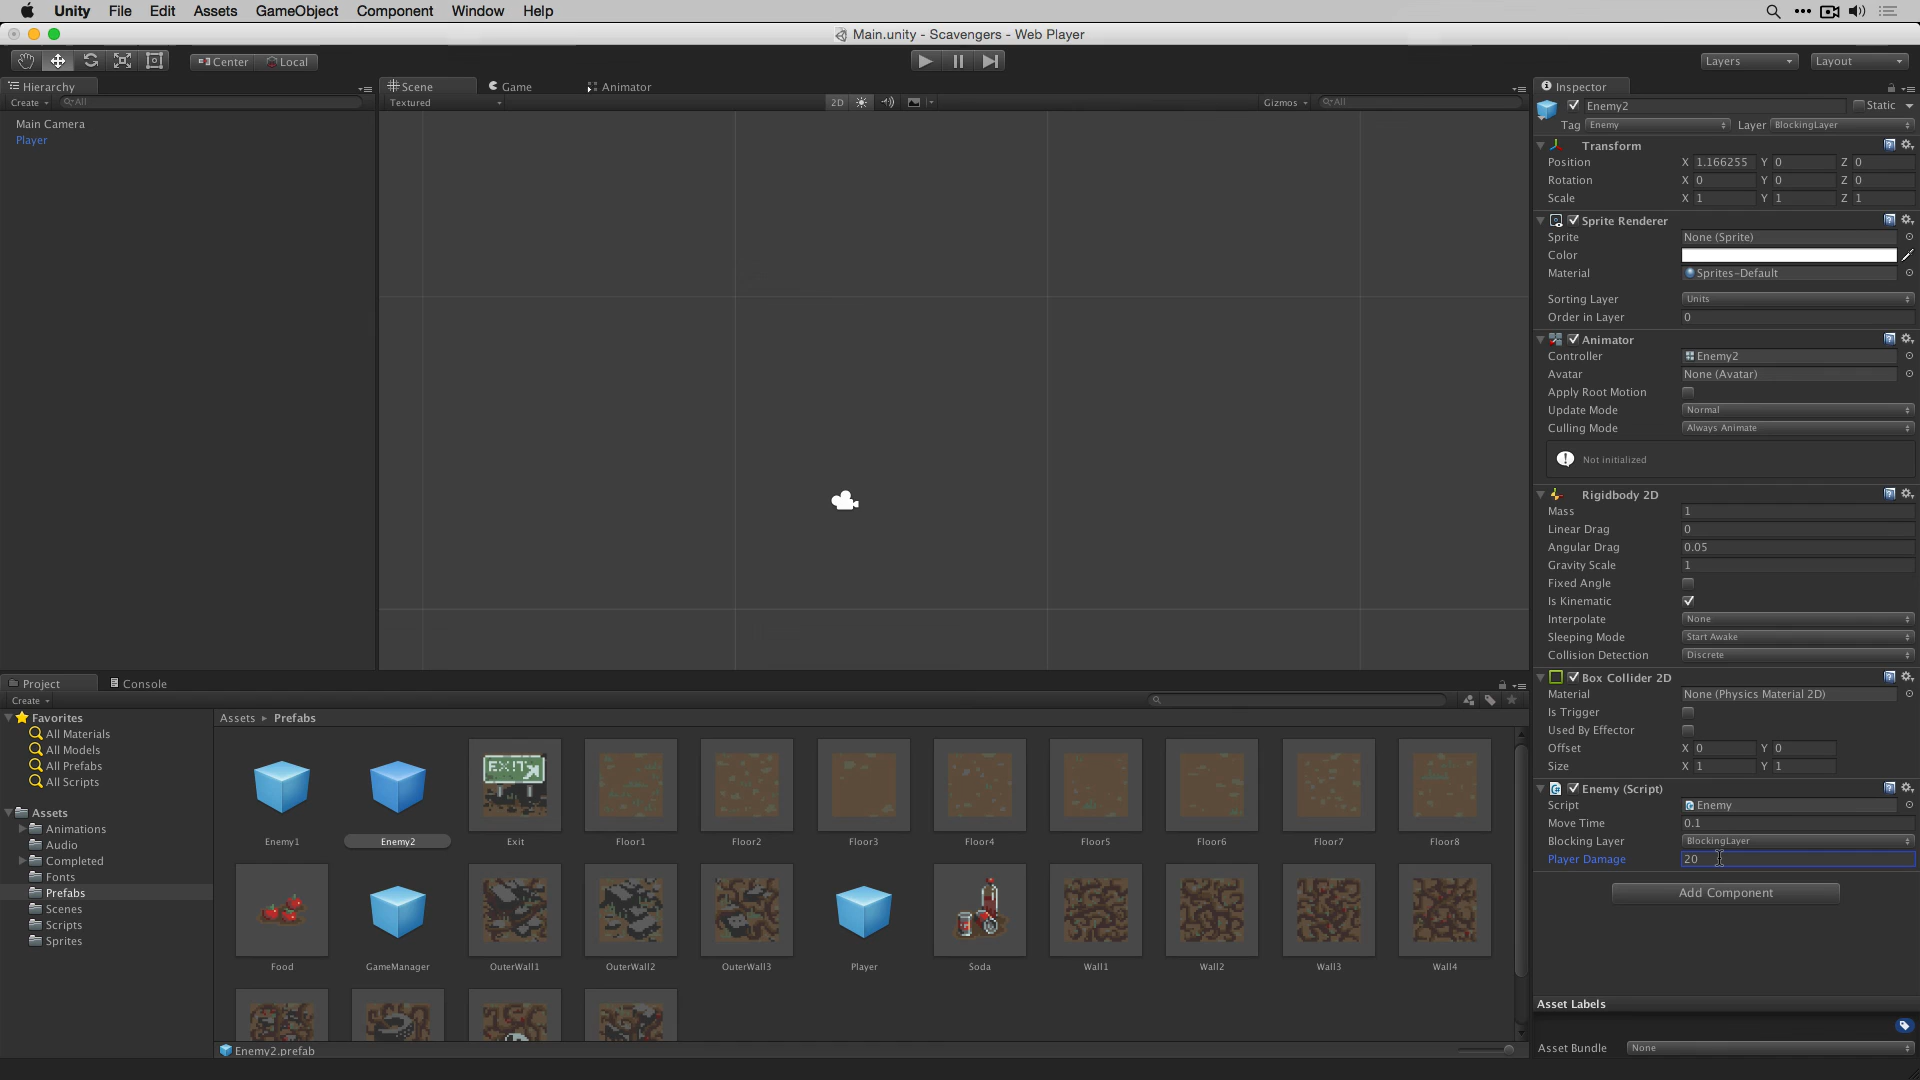 Unity File Edit Assets GameObject Component Window Help
Main.unity - Scavengers - Web Player
Center Local Layers Layout
Hierarchy
Create All
Main Camera
Player
Scene Game Animator
Textured 2D Gizmos All
Inspector
Enemy2 Static
Tag Enemy Layer BlockingLayer
Transform
Position X 1.166255 Y 0 Z 0
Rotation X 0 Y 0 Z 0
Scale X 1 Y 1 Z 1
Sprite Renderer
Sprite None (Sprite)
Color
Material Sprites-Default
Sorting Layer Units
Order in Layer 0
Animator
Controller Enemy2
Avatar None (Avatar)
Apply Root Motion
Update Mode Normal
Culling Mode Always Animate
Not initialized
Rigidbody 2D
Mass 1
Linear Drag 0
Angular Drag 0.05
Gravity Scale 1
Fixed Angle
Is Kinematic
Interpolate None
Sleeping Mode Start Awake
Collision Detection Discrete
Box Collider 2D
Material None (Physics Material 2D)
Is Trigger
Used By Effector
Offset X 0 Y 0
Size X 1 Y 1
Enemy (Script)
Script Enemy
Move Time 0.1
Blocking Layer BlockingLayer
Player Damage 20
Add Component
Asset Labels
Asset Bundle None
Project Console
Create
Favorites
All Materials
All Models
All Prefabs
All Scripts
Assets
Animations
Audio
Completed
Fonts
Prefabs
Scenes
Scripts
Sprites
Assets Prefabs
EXIT
Enemy1 Enemy2 Exit Floor1 Floor2 Floor3 Floor4 Floor5 Floor6 Floor7 Floor8
Food GameManager OuterWall1 OuterWall2 OuterWall3 Player Soda Wall1 Wall2 Wall3 Wall4
Enemy2.prefab